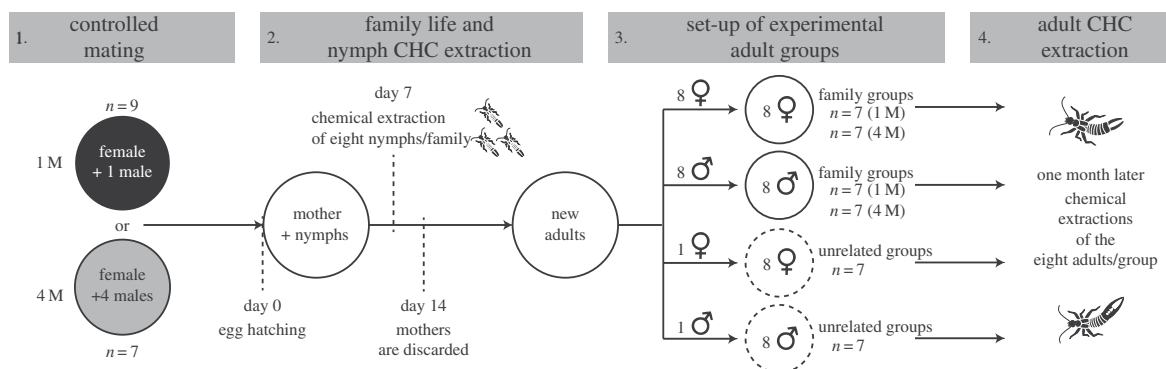 1.
controlled
mating
2.
family life and
nymph CHC extraction
3.
set-up of experimental
adult groups
4.
adult CHC
extraction
n = 9
1 M
female
+ 1 male
or
4 M
female
+4 males
n = 7
day 0
egg hatching
mother
+ nymphs
day 7
chemical extraction
of eight nymphs/family
day 14
mothers
are discarded
new
adults
8 ♀
8 ♀
family groups
n = 7 (1 M)
n = 7 (4 M)
8 ♂
8 ♂
family groups
n = 7 (1 M)
n = 7 (4 M)
1 ♀
8 ♀
unrelated groups
n = 7
1 ♂
8 ♂
unrelated groups
n = 7
one month later
chemical
extractions
of the
eight adults/group